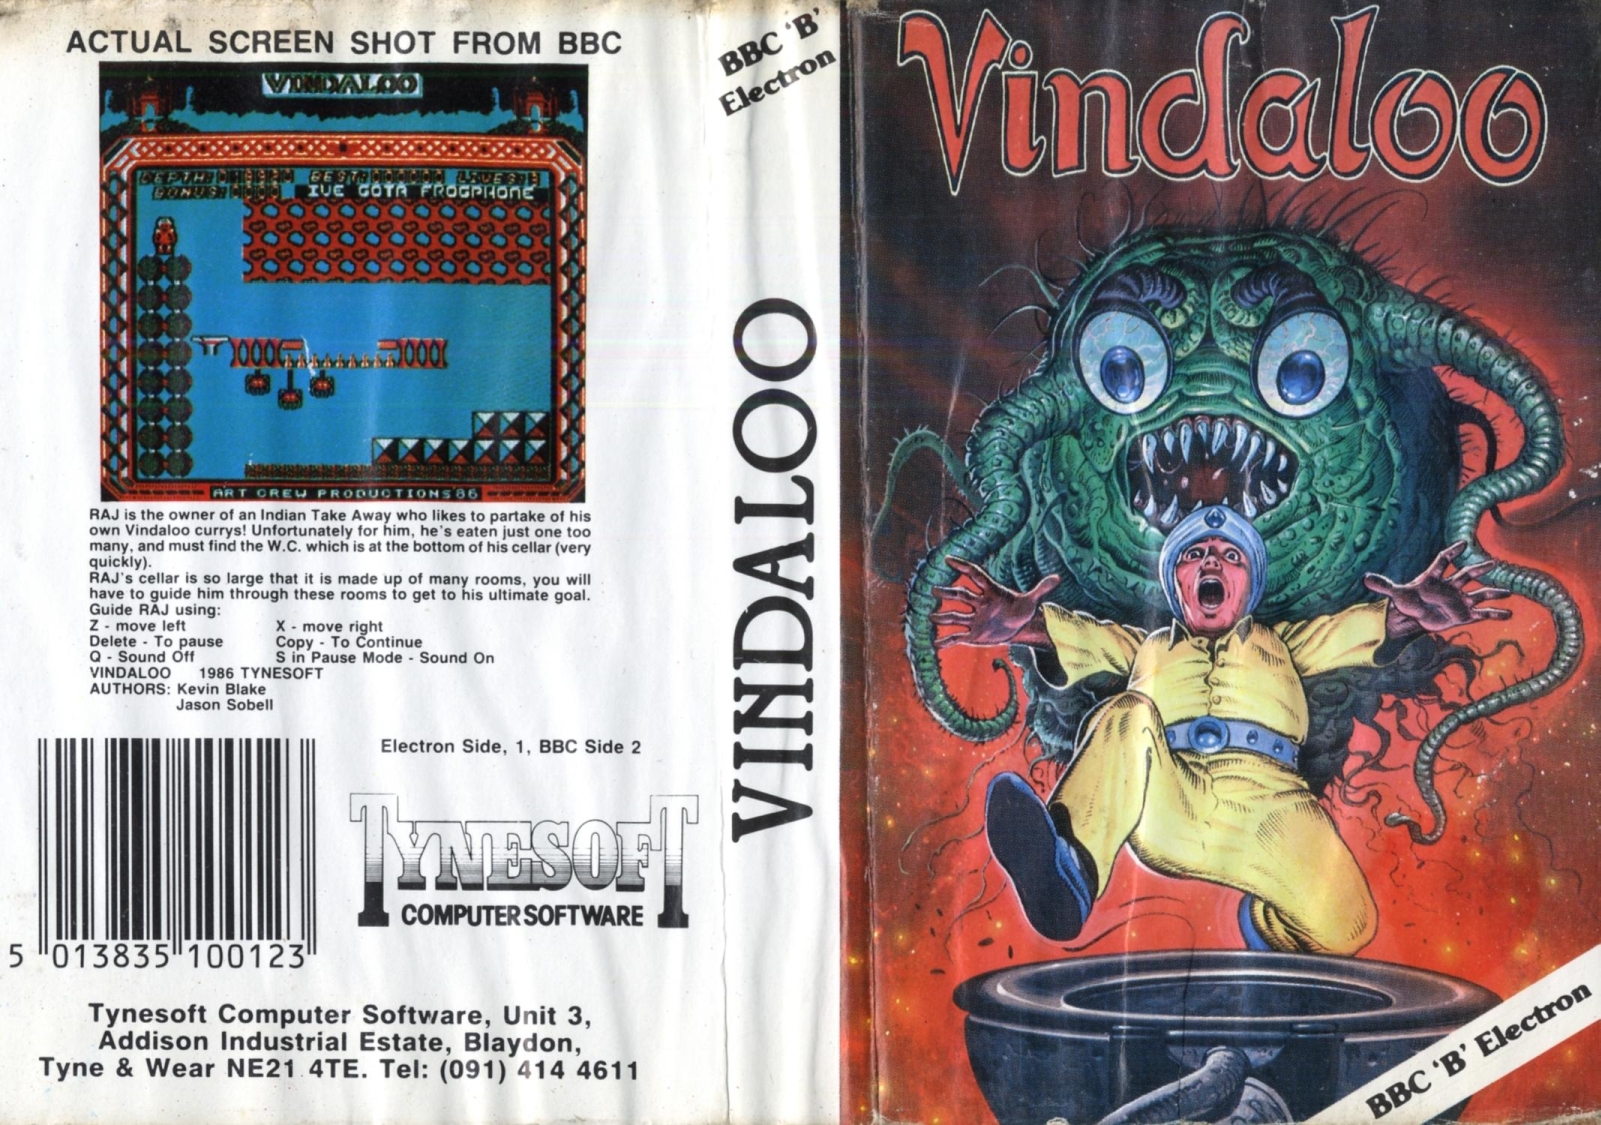 ACTUAL SCREEN SHOT FROM BBC
VINDALOO
BEST:000000 LIVES:
BONUS:0000 IVE GOTA FROGPHONE
ART CREW PRODUCTIONS'86
RAJ is the owner of an Indian Take Away who likes to partake of his
own Vindaloo currys! Unfortunately for him, he's eaten just one too
many, and must find the W.C. which is at the bottom of his cellar (very
quickly).
RAJ's cellar is so large that it is made up of many rooms, you will
have to guide him through these rooms to get to his ultimate goal.
Guide RAJ using:
Z - move left X - move right
Delete - To pause Copy - To Continue
Q - Sound Off S in Pause Mode - Sound On
VINDALOO 1986 TYNESOFT
AUTHORS: Kevin Blake
Jason Sobell
Electron Side, 1, BBC Side 2
5 013835 100123
TYNESOFT
COMPUTER SOFTWARE
Tynesoft Computer Software, Unit 3,
Addison Industrial Estate, Blaydon,
Tyne & Wear NE21 4TE. Tel: (091) 414 4611
BBC 'B'
Electron
VINDALOO
Vindaloo
BBC 'B' Electron